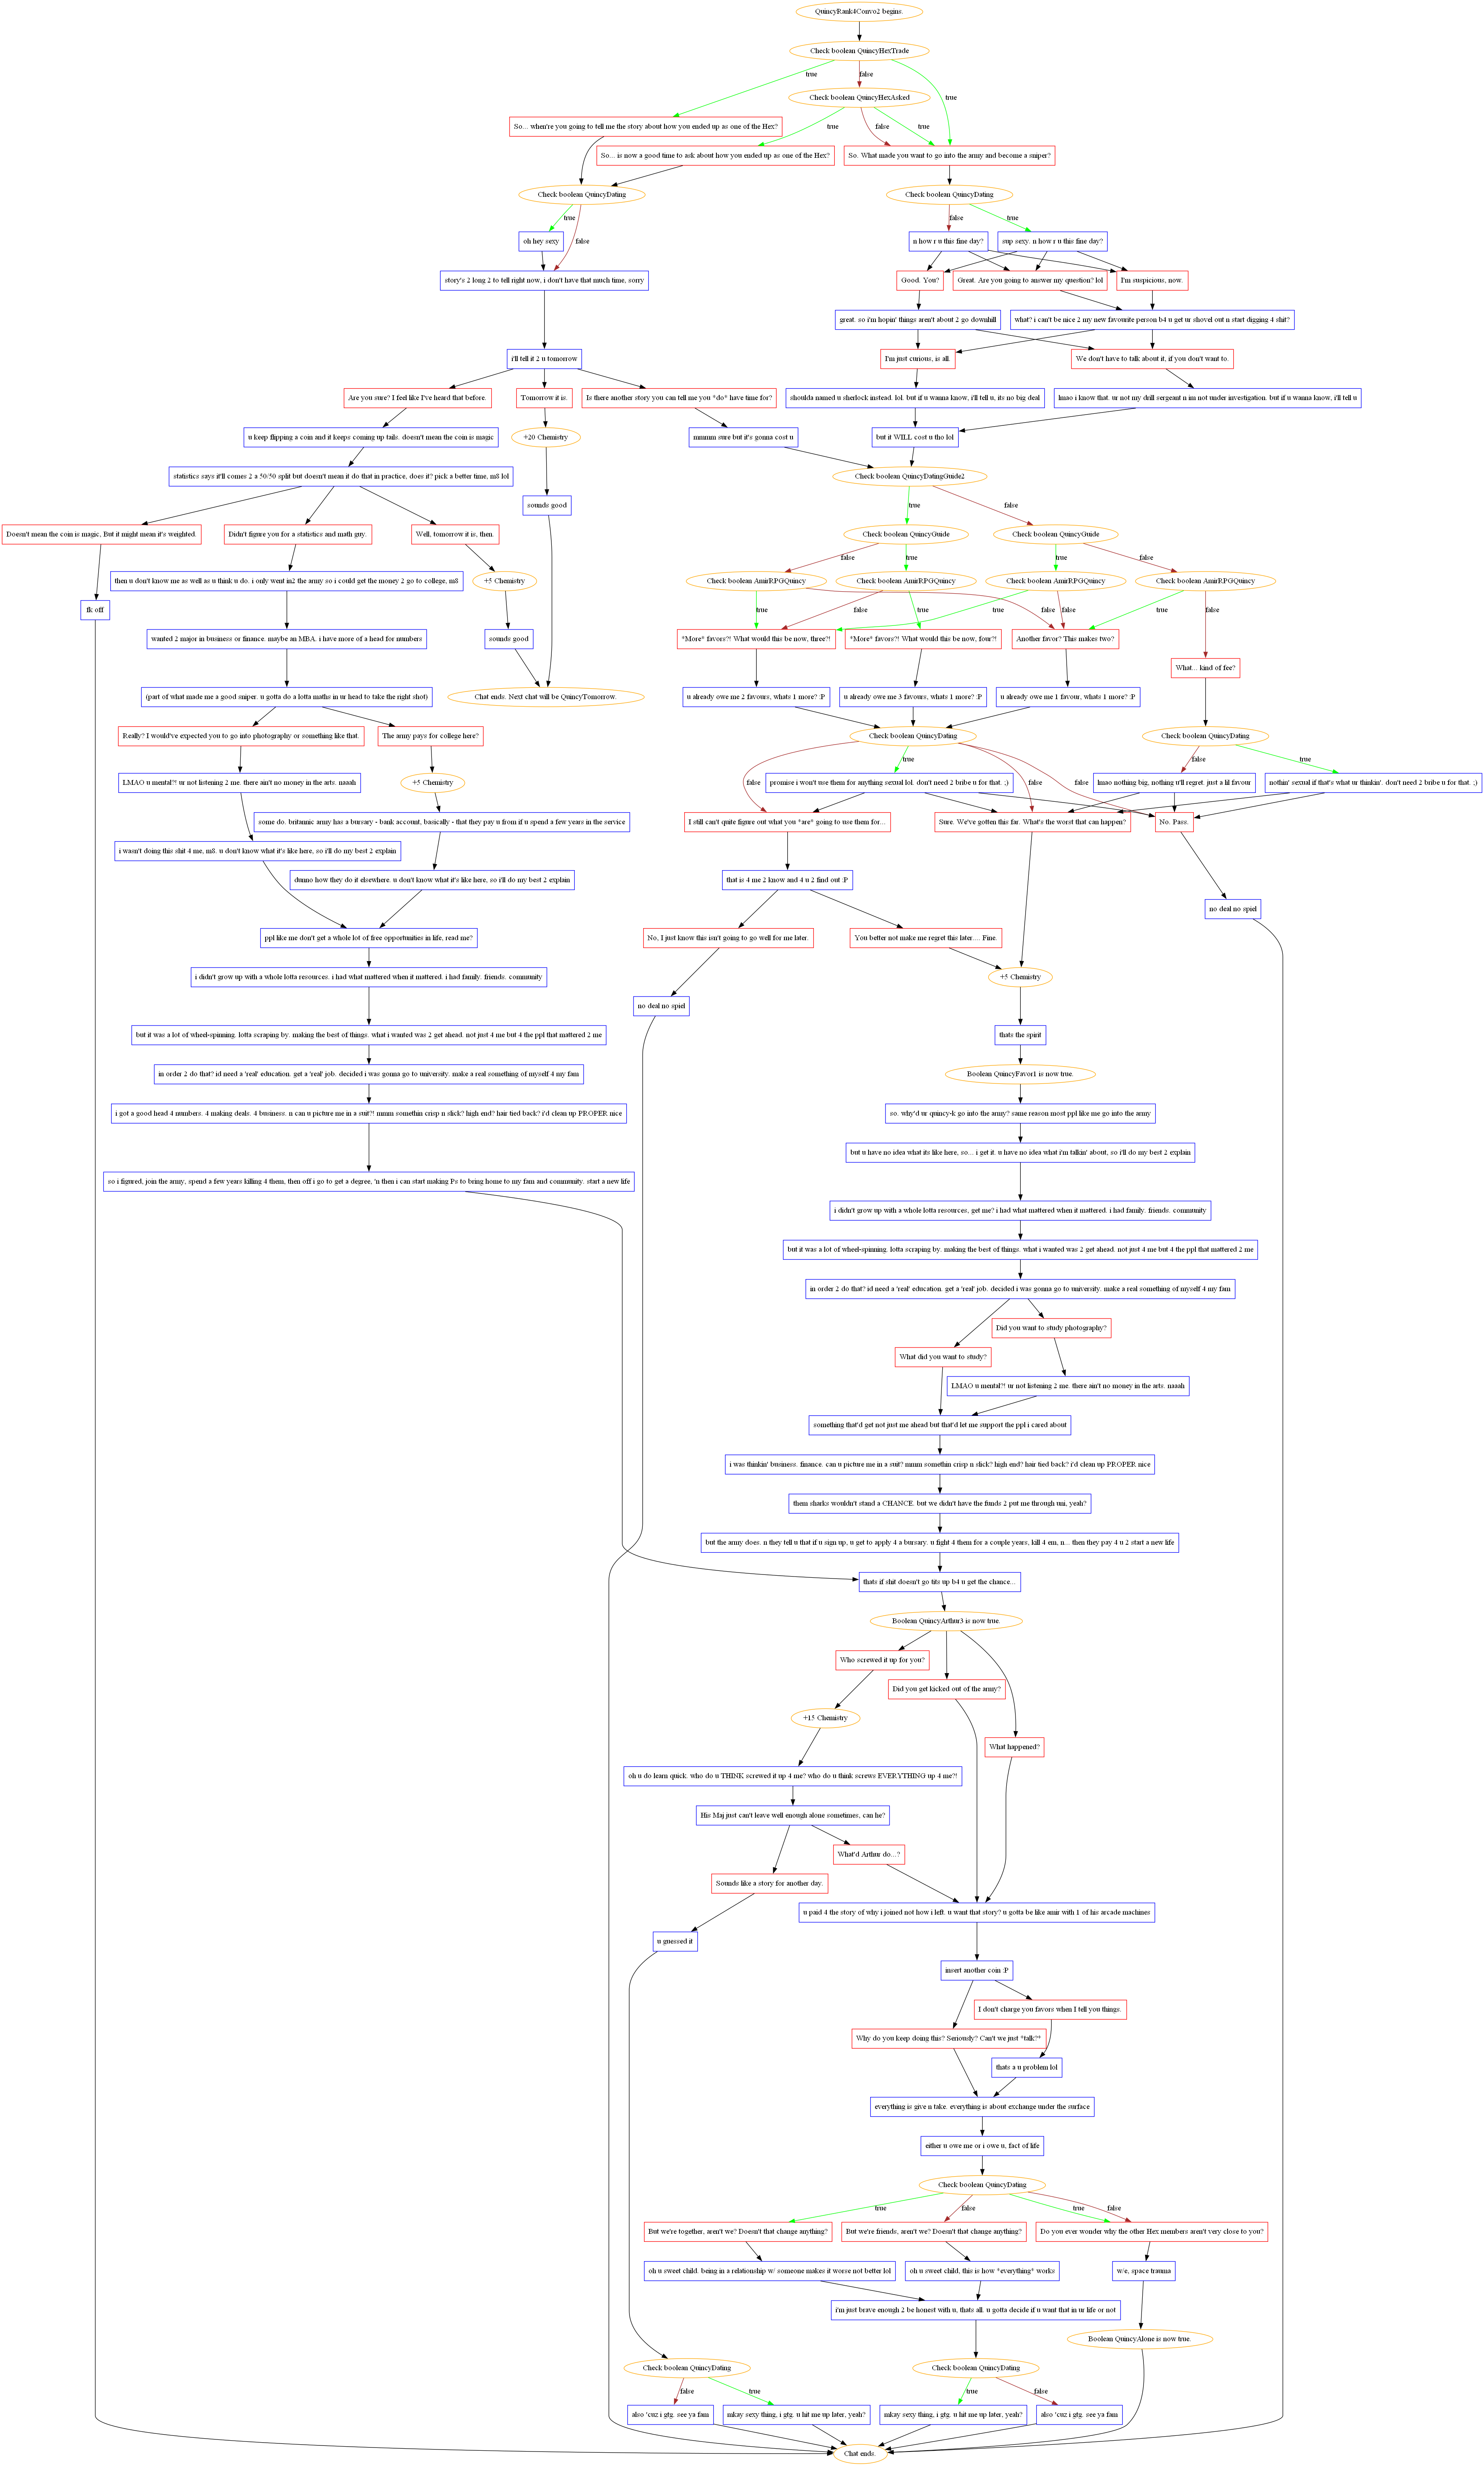 QuincyRank4Convo2 begins.
Check boolean QuincyHexTrade
true
false
true
Check boolean QuincyHexAsked
So... when're you going to tell me the story about how you ended up as one of the Hex?
true
false
true
So... is now a good time to ask about how you ended up as one of the Hex?
So. What made you want to go into the army and become a sniper?
Check boolean QuincyDating
Check boolean QuincyDating
true
false
false
true
oh hey sexy
n how r u this fine day?
sup sexy. n how r u this fine day?
story's 2 long 2 to tell right now, i don't have that much time, sorry
Good. You?
Great. Are you going to answer my question? lol
I'm suspicious, now.
great. so i'm hopin' things aren't about 2 go downhill
what? i can't be nice 2 my new favourite person b4 u get ur shovel out n start digging 4 shit?
i'll tell it 2 u tomorrow
I'm just curious, is all.
We don't have to talk about it, if you don't want to.
Are you sure? I feel like I've heard that before.
Tomorrow it is.
Is there another story you can tell me you *do* have time for?
shoulda named u sherlock instead. lol. but if u wanna know, i'll tell u, its no big deal
lmao i know that. ur not my drill sergeant n im not under investigation. but if u wanna know, i'll tell u
u keep flipping a coin and it keeps coming up tails. doesn't mean the coin is magic
+20 Chemistry
mmmm sure but it's gonna cost u
but it WILL cost u tho lol
statistics says it'll comes 2 a 50/50 split but doesn't mean it do that in practice, does it? pick a better time, m8 lol
Check boolean QuincyDatingGuide2
sounds good
true
false
Doesn't mean the coin is magic, But it might mean it's weighted.
Didn't figure you for a statistics and math guy.
Well, tomorrow it is, then.
Check boolean QuincyGuide
Check boolean QuincyGuide
false
true
true
false
then u don't know me as well as u think u do. i only went in2 the army so i could get the money 2 go to college, m8
+5 Chemistry
Check boolean AmirRPGQuincy
Check boolean AmirRPGQuincy
Check boolean AmirRPGQuincy
Check boolean AmirRPGQuincy
fk off
true
false
true
true
false
false
true
false
wanted 2 major in business or finance. maybe an MBA. i have more of a head for numbers
sounds good
*More* favors?! What would this be now, three?!
*More* favors?! What would this be now, four?!
Another favor? This makes two?
What... kind of fee?
(part of what made me a good sniper. u gotta do a lotta maths in ur head to take the right shot)
Chat ends. Next chat will be QuincyTomorrow.
u already owe me 2 favours, whats 1 more? :P
u already owe me 3 favours, whats 1 more? :P
u already owe me 1 favour, whats 1 more? :P
Really? I would've expected you to go into photography or something like that.
The army pays for college here?
Check boolean QuincyDating
Check boolean QuincyDating
false
true
false
false
false
true
LMAO u mental?! ur not listening 2 me. there ain't no money in the arts. naaah
+5 Chemistry
promise i won't use them for anything sexual lol. don't need 2 bribe u for that. ;)
lmao nothing big, nothing u'll regret. just a lil favour
nothin' sexual if that's what ur thinkin'. don't need 2 bribe u for that. ;)
some do. britannic army has a bursary - bank account, basically - that they pay u from if u spend a few years in the service
I still can't quite figure out what you *are* going to use them for...
Sure. We've gotten this far. What's the worst that can happen?
No. Pass.
i wasn't doing this shit 4 me, m8. u don't know what it's like here, so i'll do my best 2 explain
dunno how they do it elsewhere. u don't know what it's like here, so i'll do my best 2 explain
that is 4 me 2 know and 4 u 2 find out :P
no deal no spiel
ppl like me don't get a whole lot of free opportunities in life, read me?
No, I just know this isn't going to go well for me later.
You better not make me regret this later.... Fine.
i didn't grow up with a whole lotta resources. i had what mattered when it mattered. i had family. friends. community
+5 Chemistry
no deal no spiel
but it was a lot of wheel-spinning. lotta scraping by. making the best of things. what i wanted was 2 get ahead. not just 4 me but 4 the ppl that mattered 2 me
thats the spirit
in order 2 do that? id need a 'real' education. get a 'real' job. decided i was gonna go to university. make a real something of myself 4 my fam
Boolean QuincyFavor1 is now true.
i got a good head 4 numbers. 4 making deals. 4 business. n can u picture me in a suit?! mmm somethin crisp n slick? high end? hair tied back? i'd clean up PROPER nice
so, why'd ur quincy-k go into the army? same reason most ppl like me go into the army
but u have no idea what its like here, so... i get it. u have no idea what i'm talkin' about, so i'll do my best 2 explain
so i figured, join the army, spend a few years killing 4 them, then off i go to get a degree, 'n then i can start making Ps to bring home to my fam and community. start a new life
i didn't grow up with a whole lotta resources, get me? i had what mattered when it mattered. i had family. friends. community
but it was a lot of wheel-spinning. lotta scraping by. making the best of things. what i wanted was 2 get ahead. not just 4 me but 4 the ppl that mattered 2 me
in order 2 do that? id need a 'real' education. get a 'real' job. decided i was gonna go to university. make a real something of myself 4 my fam
Did you want to study photography?
What did you want to study?
LMAO u mental?! ur not listening 2 me. there ain't no money in the arts. naaah
something that'd get not just me ahead but that'd let me support the ppl i cared about
i was thinkin' business. finance. can u picture me in a suit? mmm somethin crisp n slick? high end? hair tied back? i'd clean up PROPER nice
them sharks wouldn't stand a CHANCE. but we didn't have the funds 2 put me through uni, yeah?
but the army does. n they tell u that if u sign up, u get to apply 4 a bursary. u fight 4 them for a couple years, kill 4 em, n... then they pay 4 u 2 start a new life
thats if shit doesn't go tits up b4 u get the chance...
Boolean QuincyArthur3 is now true.
Who screwed it up for you?
Did you get kicked out of the army?
+15 Chemistry
What happened?
oh u do learn quick. who do u THINK screwed it up 4 me? who do u think screws EVERYTHING up 4 me?!
His Maj just can't leave well enough alone sometimes, can he?
What'd Arthur do...?
Sounds like a story for another day.
u paid 4 the story of why i joined not how i left. u want that story? u gotta be like amir with 1 of his arcade machines
u guessed it
insert another coin :P
I don't charge you favors when I tell you things.
Why do you keep doing this? Seriously? Can't we just *talk?*
thats a u problem lol
everything is give n take. everything is about exchange under the surface
either u owe me or i owe u, fact of life
Check boolean QuincyDating
true
false
true
false
But we're together, aren't we? Doesn't that change anything?
But we're friends, aren't we? Doesn't that change anything?
Do you ever wonder why the other Hex members aren't very close to you?
oh u sweet child. being in a relationship w/ someone makes it worse not better lol
oh u sweet child, this is how *everything* works
w/e, space trauma
i'm just brave enough 2 be honest with u, thats all. u gotta decide if u want that in ur life or not
Boolean QuincyAlone is now true.
Check boolean QuincyDating
Check boolean QuincyDating
false
true
true
false
also 'cuz i gtg. see ya fam
mkay sexy thing, i gtg. u hit me up later, yeah?
mkay sexy thing, i gtg. u hit me up later, yeah?
also 'cuz i gtg. see ya fam
Chat ends.